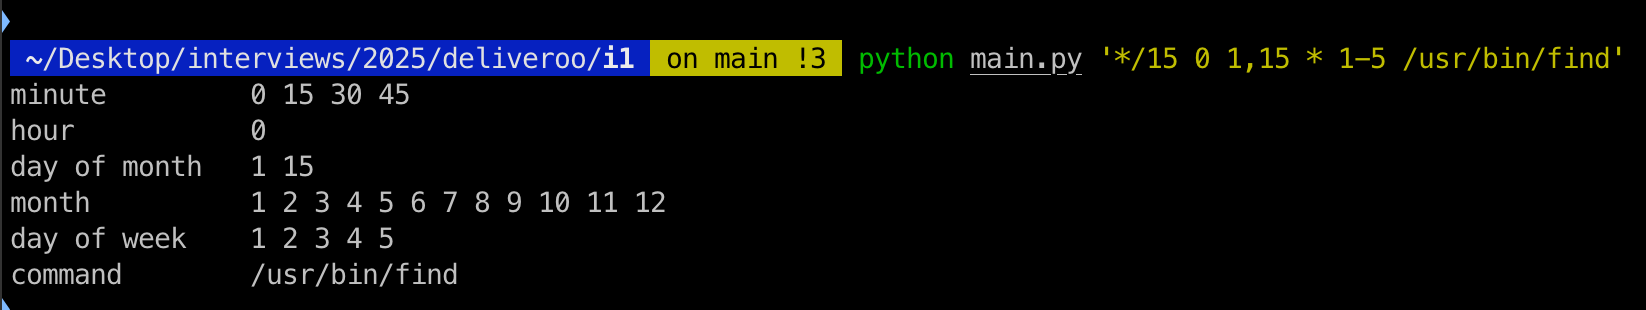 ~/Desktop/interviews/2025/deliveroo/i1 on main !3 python main.py '*/15 0 1,15 * 1-5 /usr/bin/find'
minute 0 15 30 45
hour 0
day of month 1 15
month 1 2 3 4 5 6 7 8 9 10 11 12
day of week 1 2 3 4 5
command /usr/bin/find